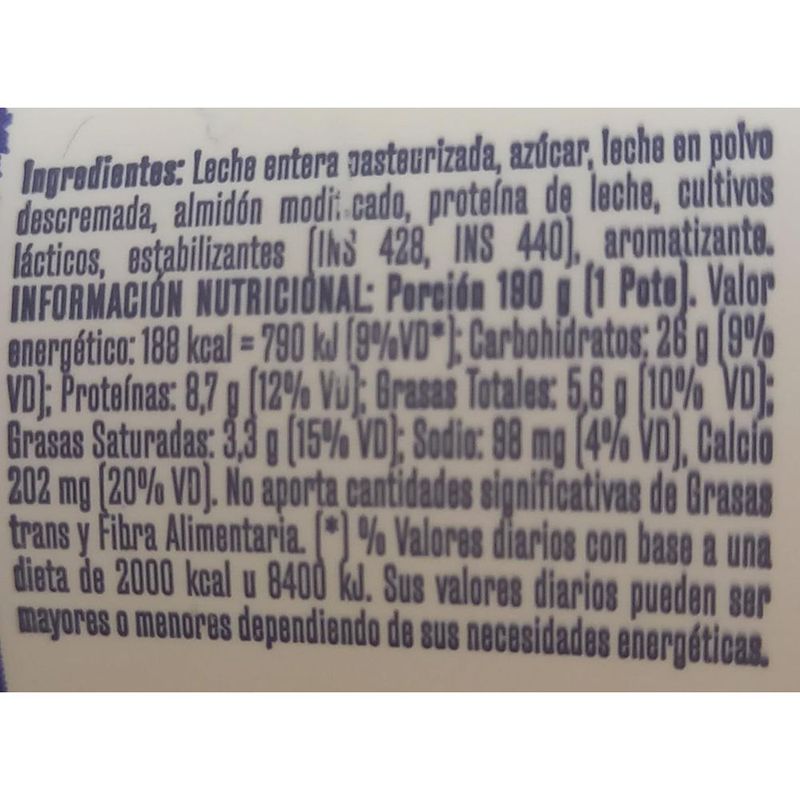 Ingredientes: Leche entera pasteurizada, azúcar, leche en polvo
descremada, almidón modificado, proteína de leche, cultivos
lácticos, estabilizantes (INS 428, INS 440), aromatizante.
INFORMACIÓN NUTRICIONAL: Porción 190 g (1 Pote). Valor
energético: 188 kcal = 790 kJ (9%VD*); Carbohidratos: 26 g (9%
VD); Proteínas: 8,7 g (12% VD); Grasas Totales: 5,6 g (10% VD);
Grasas Saturadas: 3,3 g (15% VD); Sodio: 98 mg (4% VD), Calcio
202 mg (20% VD). No aporta cantidades significativas de Grasas
trans y Fibra Alimentaria. (*) % Valores diarios con base a una
dieta de 2000 kcal u 8400 kJ. Sus valores diarios pueden ser
mayores o menores dependiendo de sus necesidades energéticas.